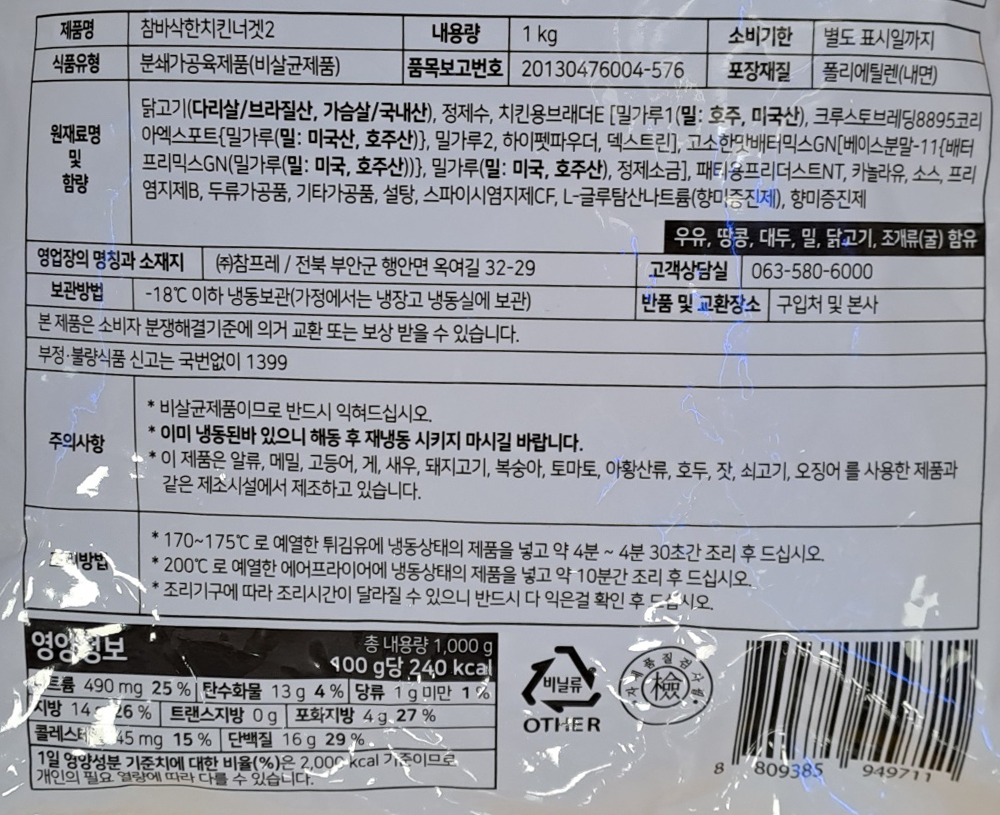 제품명 참바삭한치킨너겟2 내용량 1 kg 소비기한 별도 표시일까지
식품유형 분쇄가공육제품(비살균제품) 품목보고번호 20130476004-576 포장재질 폴리에틸렌(내면)
원재료명 및 함량
닭고기(다리살/브라질산, 가슴살/국내산), 정제수, 치킨용브래더E [밀가루1(밀: 호주, 미국산), 크루스토브레딩8895코리
아엑스포트{밀가루(밀: 미국산, 호주산)}, 밀가루2, 하이펫파우더, 덱스트린], 고소한맛배터믹스GN[베이스분말-11{배터
프리믹스GN(밀가루(밀: 미국, 호주산))}, 밀가루(밀: 미국, 호주산), 정제소금], 패티용프리더스트NT, 카놀라유, 소스, 프리
염지제B, 두류가공품, 기타가공품, 설탕, 스파이시염지제CF, L-글루탐산나트륨(향미증진제), 향미증진제
우유, 땅콩, 대두, 밀, 닭고기, 조개류(굴) 함유
영업장의 명칭과 소재지 ㈜참프레 / 전북 부안군 행안면 옥여길 32-29 고객상담실 063-580-6000
보관방법 -18℃ 이하 냉동보관(가정에서는 냉장고 냉동실에 보관) 반품 및 교환장소 구입처 및 본사
본 제품은 소비자 분쟁해결기준에 의거 교환 또는 보상 받을 수 있습니다.
부정·불량식품 신고는 국번없이 1399
주의사항
* 비살균제품이므로 반드시 익혀드십시오.
* 이미 냉동된바 있으니 해동 후 재냉동 시키지 마시길 바랍니다.
* 이 제품은 알류, 메밀, 고등어, 게, 새우, 돼지고기, 복숭아, 토마토, 아황산류, 호두, 잣, 쇠고기, 오징어 를 사용한 제품과
같은 제조시설에서 제조하고 있습니다.
* 170~175℃ 로 예열한 튀김유에 냉동상태의 제품을 넣고 약 4분 ~ 4분 30초간 조리 후 드십시오.
* 200℃ 로 예열한 에어프라이어에 냉동상태의 제품을 넣고 약 10분간 조리 후 드십시오.
* 조리기구에 따라 조리시간이 달라질 수 있으니 반드시 다 익은걸 확인 후 드십시오.
영양정보 총 내용량 1,000 g
100 g당 240 kcal
나트륨 490 mg 25 % 탄수화물 13 g 4 % 당류 1 g 미만 1 %
지방 14 g 26 % 트랜스지방 0 g 포화지방 4 g 27 %
45 mg 15 % 단백질 16 g 29 %
1일 영양성분 기준치에 대한 비율(%)은 2,000 kcal 기준이므로
개인의 필요 열량에 따라 다를 수 있습니다.
비닐류
OTHER
檢
8 809385 949711